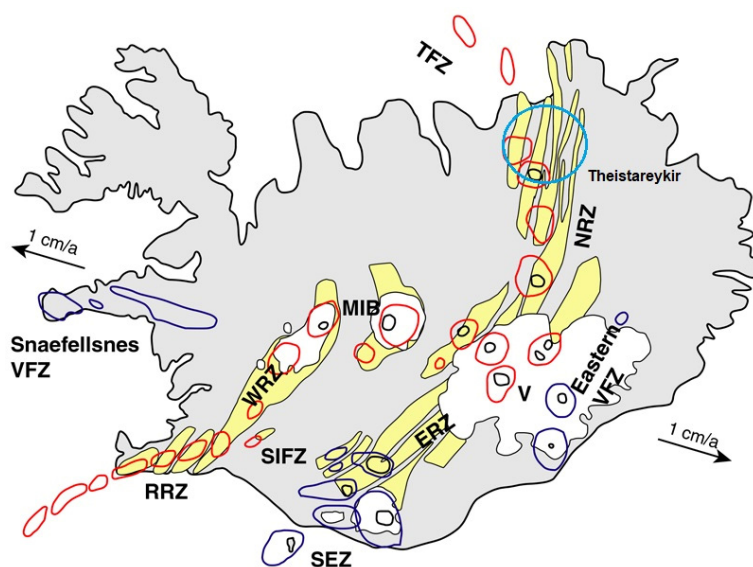 TFZ
Theistareykir
NRZ
1 cm/a
MIB
Snaefellsnes
VFZ
WRZ
V
Eastern
VFZ
ERZ
SIFZ
1 cm/a
RRZ
SEZ